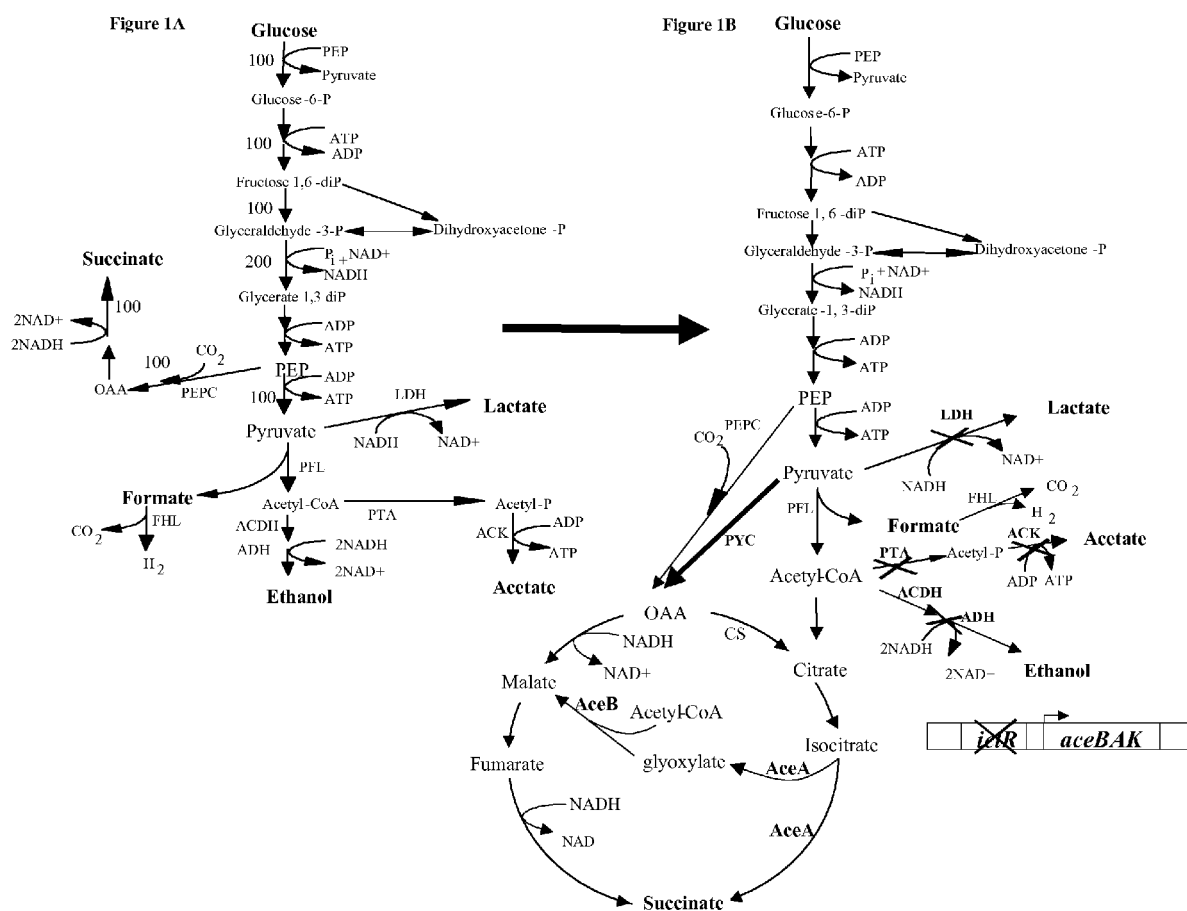 Figure 1A
Glucose
100
PEP
Pyruvate
Glucose-6-P
100
ATP
ADP
Fructose 1,6-diP
100
Glyceraldehyde -3-P
Dihydroxyacetone -P
200
Pi + NAD+
NADH
Glycerate 1,3 diP
ADP
ATP
Succinate
100
2NAD+
2NADH
OAA
100
CO2
PEPC
PEP
100
ADP
ATP
Pyruvate
LDH
NADH
NAD+
Lactate
PFL
Formate
CO2
FHL
H2
Acetyl-CoA
PTA
Acetyl-P
ACDH
ADH
2NADH
2NAD+
ACK
ADP
ATP
Ethanol
Acetate
Figure 1B
Glucose
PEP
Pyruvate
Glucose-6-P
ATP
ADP
Fructose 1,6-diP
Glyceraldehyde -3-P
Dihydroxyacetone -P
Pi + NAD+
NADH
Glycerate -1, 3-diP
ADP
ATP
PEP
ADP
ATP
PEPC
CO2
Pyruvate
LDH
NADH
NAD+
Lactate
PYC
PFL
Formate
FHL
CO2
H2
Acetyl-CoA
PTA
Acetyl-P
ACK
ADP
ATP
Acetate
ACDH
ADH
2NADH
2NAD+
Ethanol
OAA
CS
NADH
NAD+
Malate
Citrate
AceB
Acetyl-CoA
Isocitrate
glyoxylate
AceA
Fumarate
NADH
NAD
AceA
Succinate
iclR
aceBAK